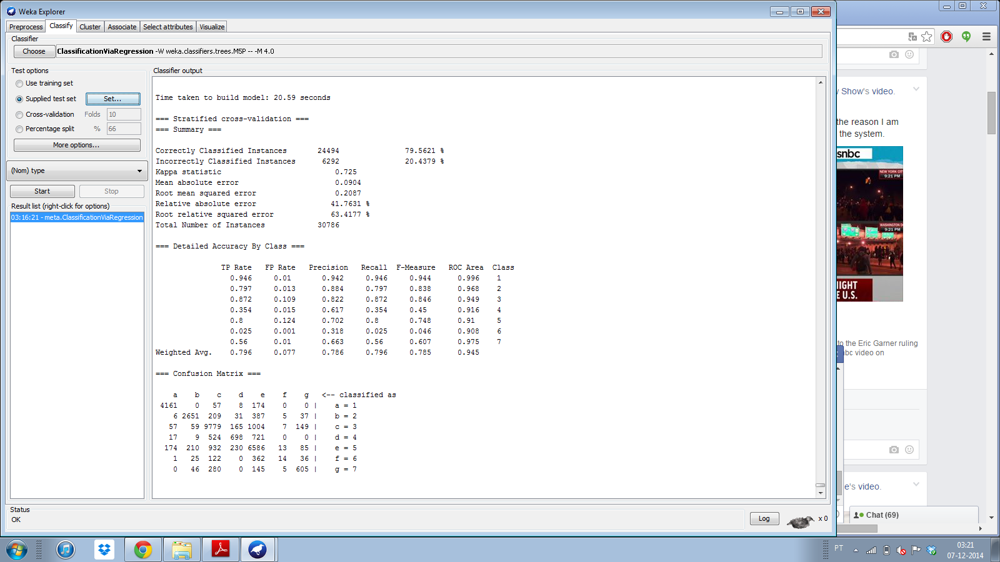 Weka Explorer
Preprocess Classify Cluster Associate Select attributes Visualize
Classifier
Choose ClassificationViaRegression -W weka.classifiers.trees.M5P -- -M 4.0
Test options
Use training set
Supplied test set Set...
Cross-validation Folds 10
Percentage split % 66
More options...
(Nom) type
Start Stop
Result list (right-click for options)
03:16:21 - meta.ClassificationViaRegression
Classifier output
Time taken to build model: 20.59 seconds
=== Stratified cross-validation ===
=== Summary ===
Correctly Classified Instances 24494 79.5621 %
Incorrectly Classified Instances 6292 20.4379 %
Kappa statistic 0.725
Mean absolute error 0.0904
Root mean squared error 0.2087
Relative absolute error 41.7631 %
Root relative squared error 63.4177 %
Total Number of Instances 30786
=== Detailed Accuracy By Class ===
TP Rate FP Rate Precision Recall F-Measure ROC Area Class
0.946 0.01 0.942 0.946 0.944 0.996 1
0.797 0.013 0.884 0.797 0.838 0.968 2
0.872 0.109 0.822 0.872 0.846 0.949 3
0.354 0.015 0.617 0.354 0.45 0.916 4
0.8 0.124 0.702 0.8 0.748 0.91 5
0.025 0.001 0.318 0.025 0.046 0.908 6
0.56 0.01 0.663 0.56 0.607 0.975 7
Weighted Avg. 0.796 0.077 0.786 0.796 0.785 0.945
=== Confusion Matrix ===
a b c d e f g <-- classified as
4161 0 57 8 174 0 0 | a = 1
6 2651 209 31 387 5 37 | b = 2
57 59 9779 165 1004 7 149 | c = 3
17 9 524 698 721 0 0 | d = 4
174 210 932 230 6586 13 85 | e = 5
1 25 122 0 362 14 36 | f = 6
0 46 280 0 145 5 605 | g = 7
Status
OK
Log x 0
Show's video.
the reason I am
the system.
snbc
NEW YORK CITY
9:21 PM
WASHINGTON D
9:21 PM
IGHT
E U.S.
to the Eric Garner ruling
nbc video on
e's video.
Chat (69)
PT
03:21
07-12-2014